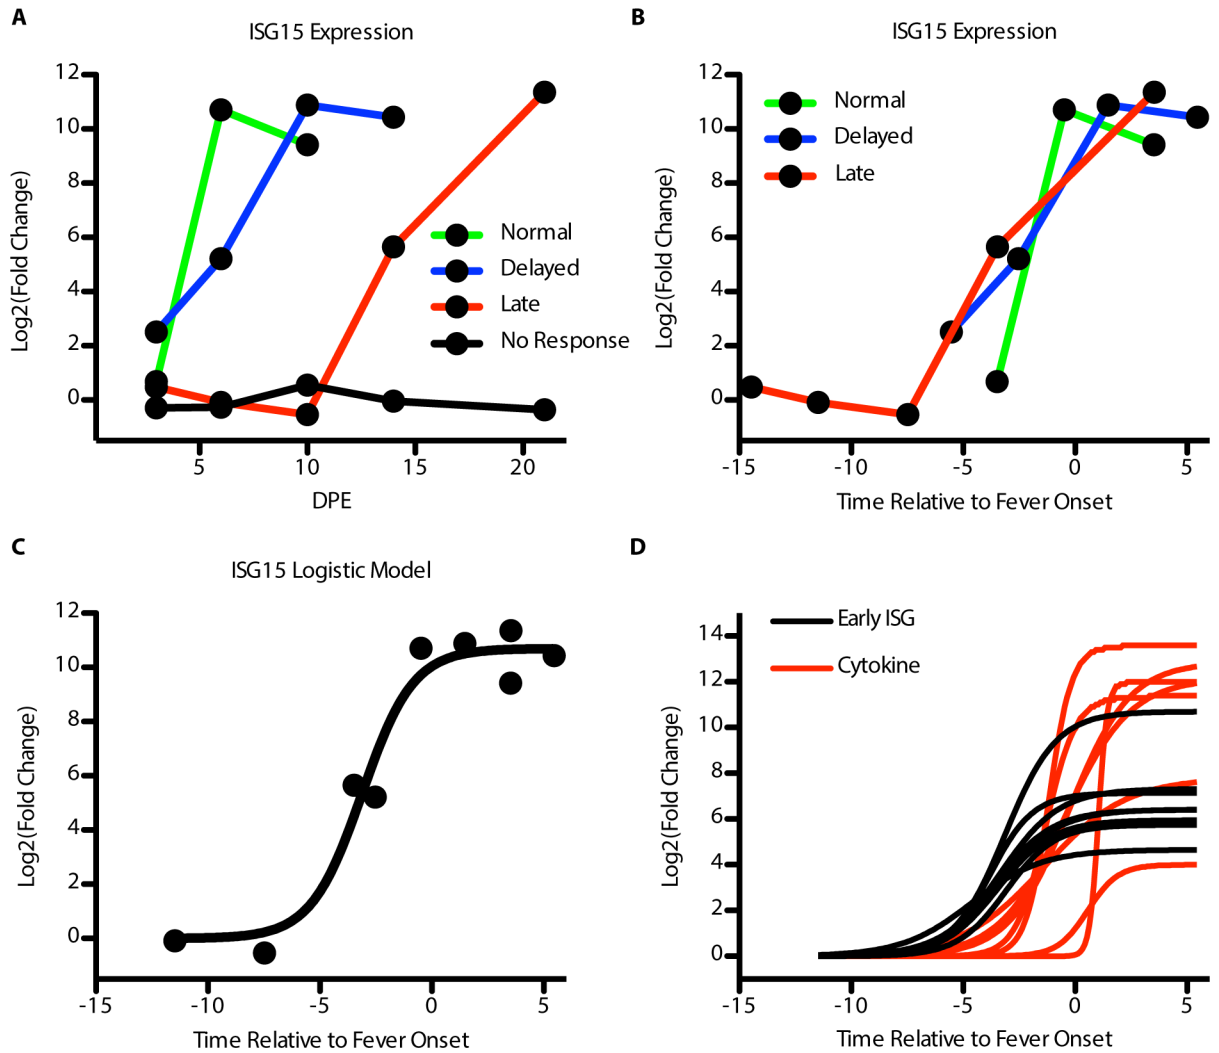 A
ISG15 Expression
12
10
8
6
4
2
0
Log2(Fold Change)
Normal
Delayed
Late
No Response
5
10
15
20
DPE
B
ISG15 Expression
12
10
8
6
4
2
0
Log2(Fold Change)
Normal
Delayed
Late
-15
-10
-5
0
5
Time Relative to Fever Onset
C
ISG15 Logistic Model
12
10
8
6
4
2
0
Log2(Fold Change)
-15
-10
-5
0
5
Time Relative to Fever Onset
D
14
12
10
8
6
4
2
0
Log2(Fold Change)
Early ISG
Cytokine
-15
-10
-5
0
5
Time Relative to Fever Onset